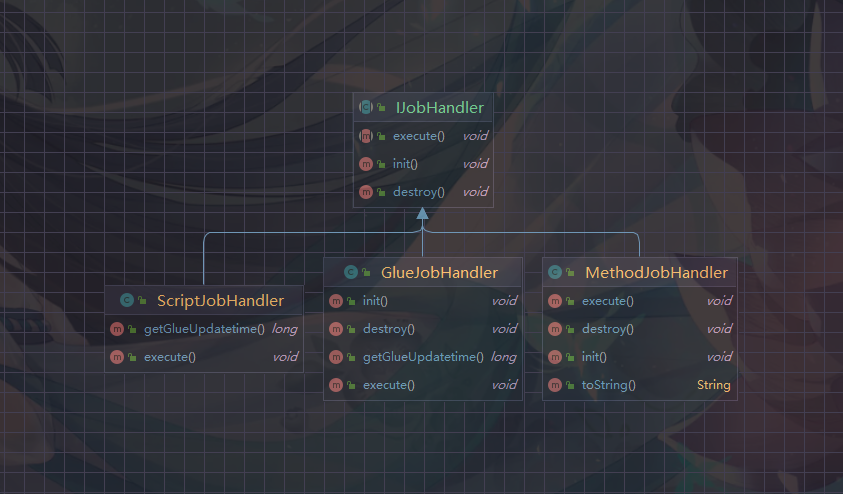 IJobHandler
execute() void
init() void
destroy() void
ScriptJobHandler
getGlueUpdatetime() long
execute() void
GlueJobHandler
init() void
destroy() void
getGlueUpdatetime() long
execute() void
MethodJobHandler
execute() void
destroy() void
init() void
toString() String